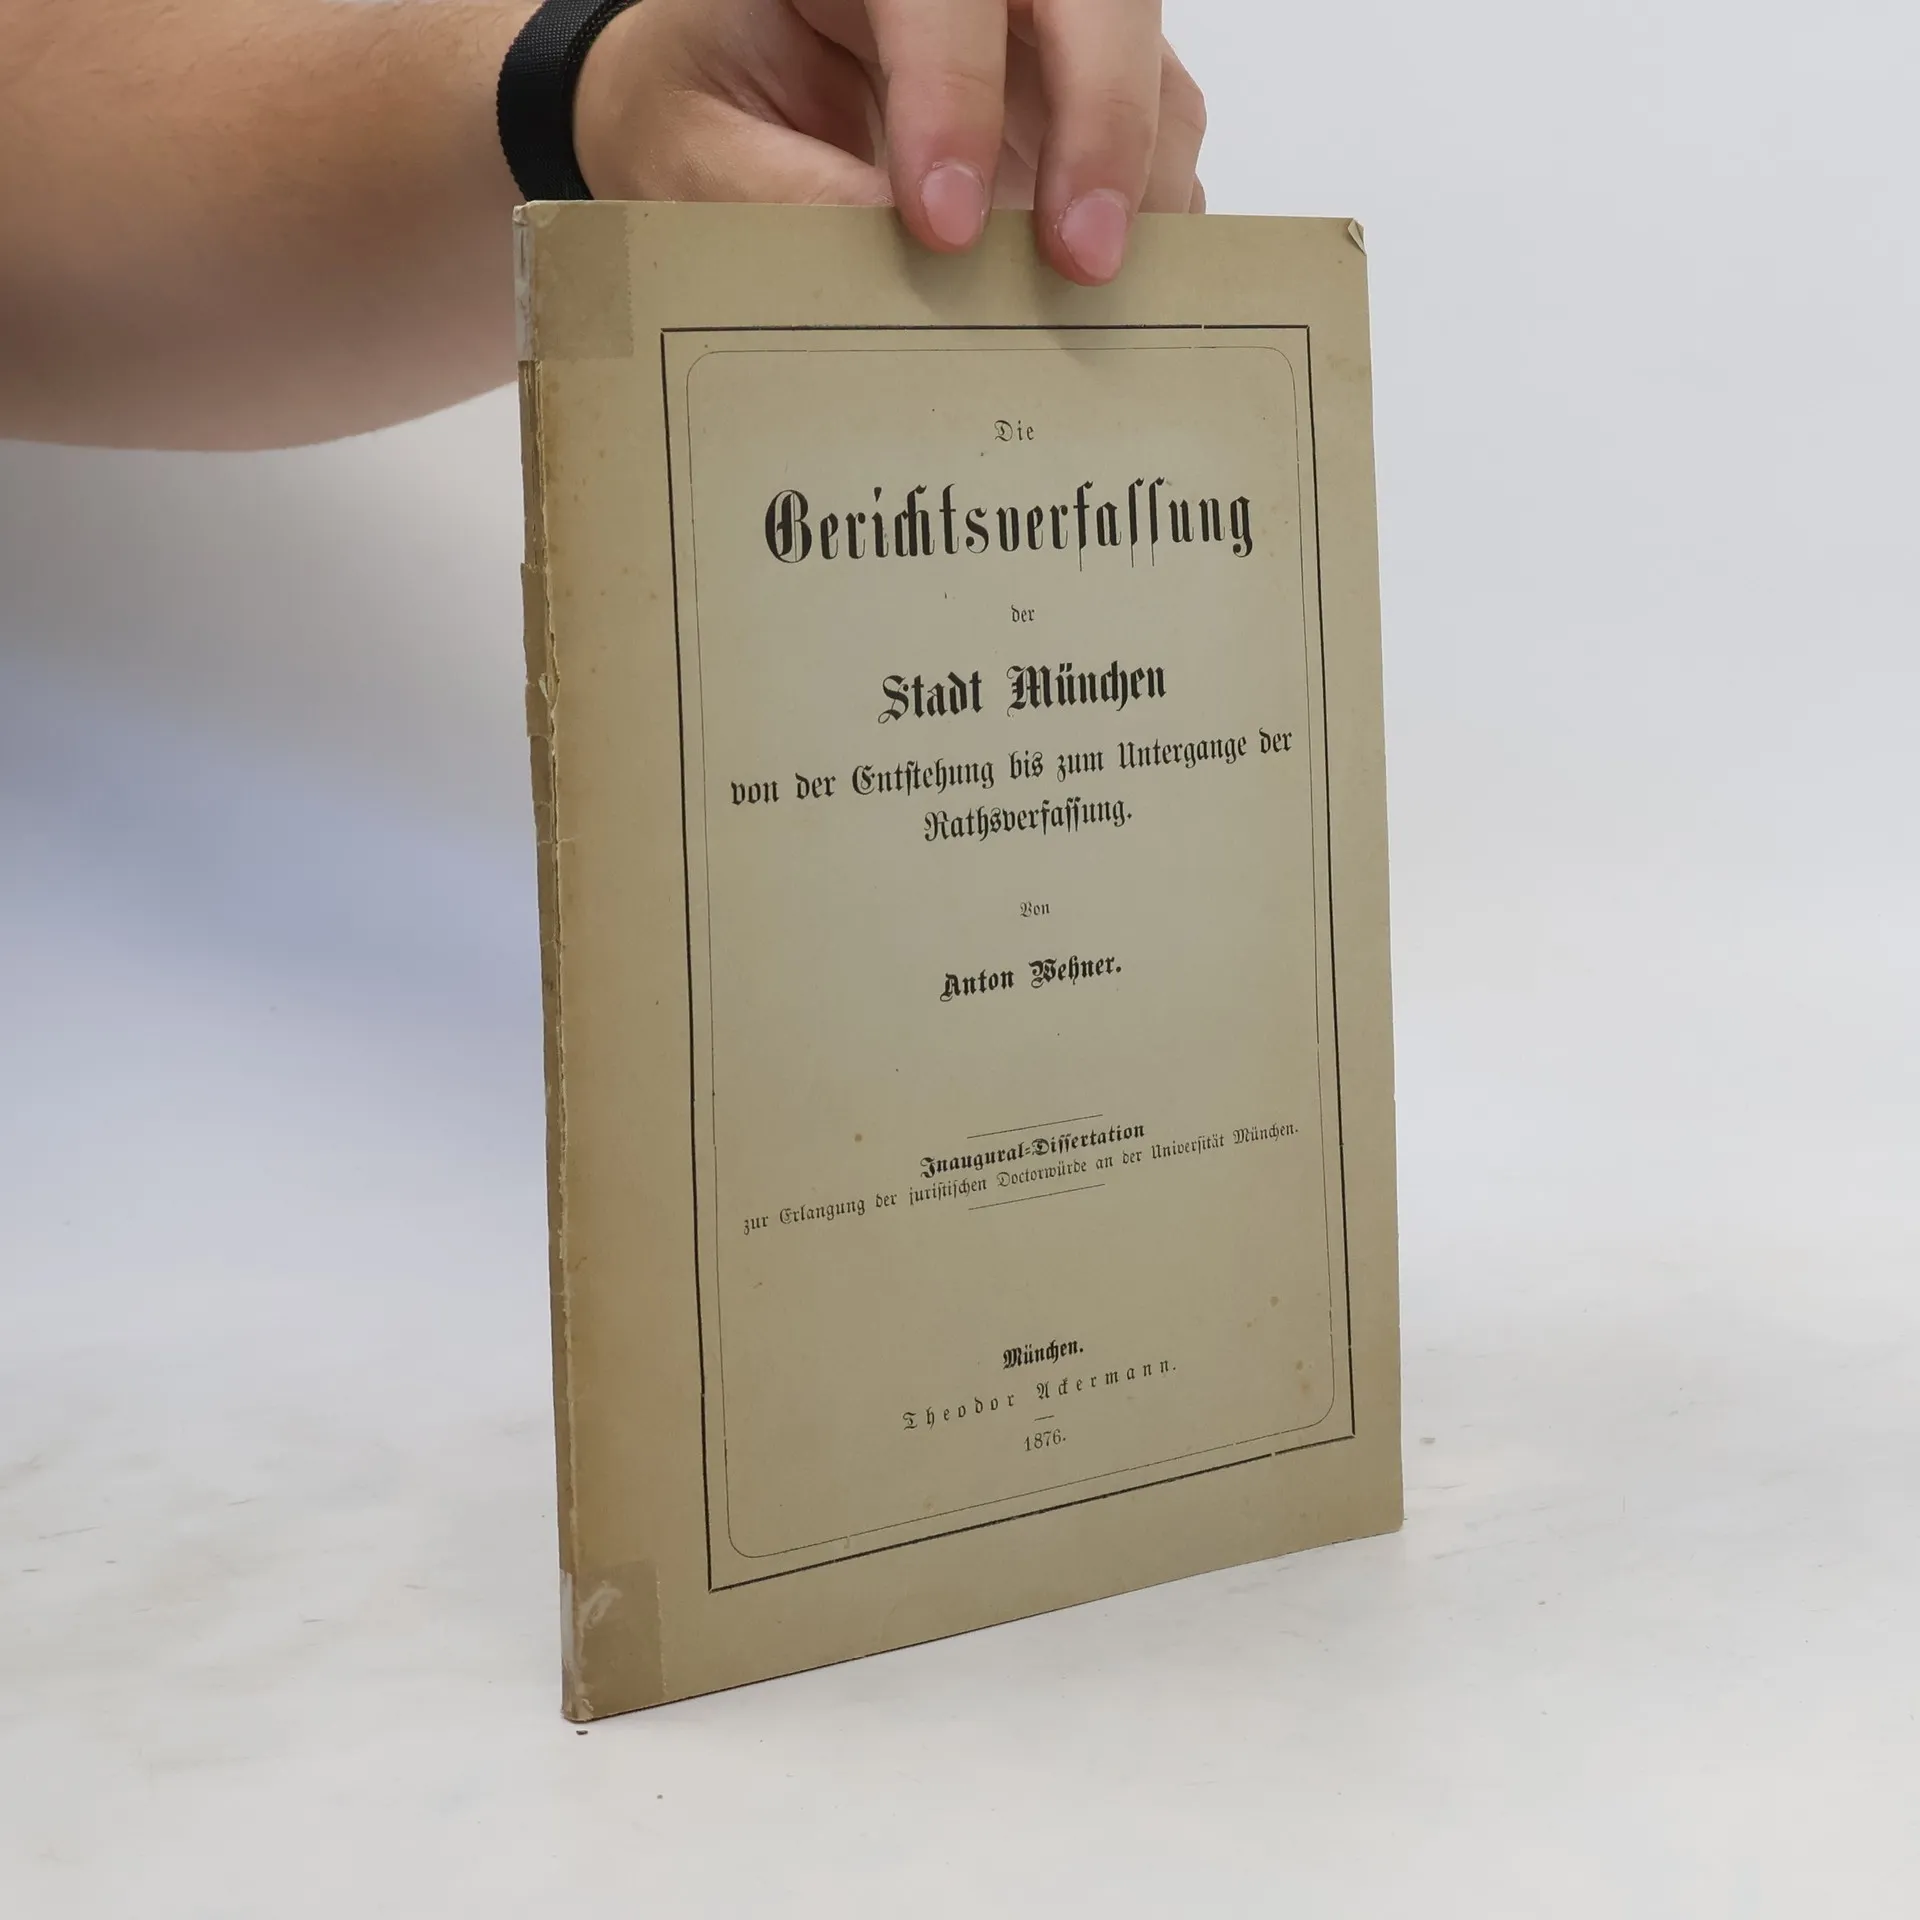 Die
Gerichtsverfassung
der
Stadt München
von der Entstehung bis zum Untergange der
Rathsverfassung.
Von
Anton Wehner.
Inaugural-Dissertation
zur Erlangung der juristischen Doctorwürde an der Universität München.
München.
Theodor Ackermann.
1876.